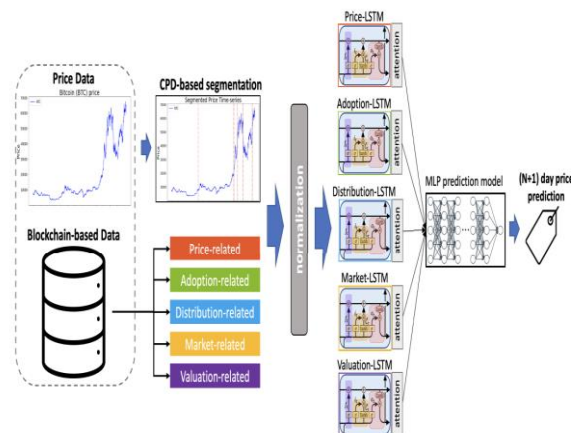 Price Data
Bitcoin (BTC) price
Price
CPD-based segmentation
Segmented Price Time-series
Price
Blockchain-based Data
Price-related
Adoption-related
Distribution-related
Market-related
Valuation-related
normalization
Price-LSTM
attention
Adoption-LSTM
attention
Distribution-LSTM
attention
Market-LSTM
attention
Valuation-LSTM
attention
MLP prediction model
(N+1) day price
prediction